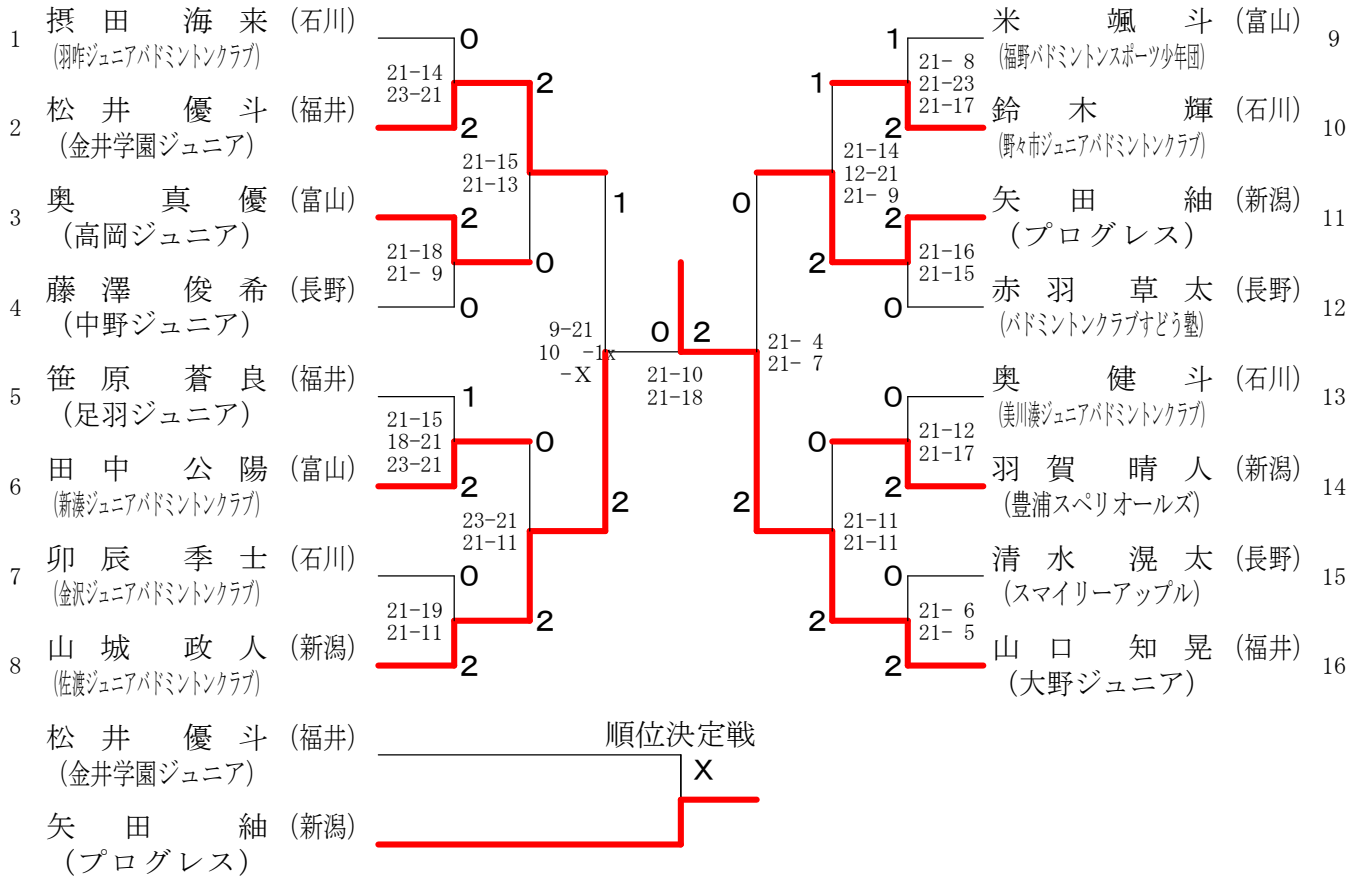 1 摂田 海来 (石川)
(羽咋ジュニアバドミントンクラブ)
0
21-14
23-21
2 松井 優斗 (福井)
(金井学園ジュニア)
2
2
21-15
21-13
3 奥 真優 (富山)
(高岡ジュニア)
2
21-18
21- 9
0
4 藤澤 俊希 (長野)
(中野ジュニア)
0
1
9-21
10 -1x
-X
5 笹原 蒼良 (福井)
(足羽ジュニア)
1
21-15
18-21
23-21
6 田中 公陽 (富山)
(新湊ジュニアバドミントンクラブ)
2
0
23-21
21-11
2
7 卯辰 季士 (石川)
(金沢ジュニアバドミントンクラブ)
0
21-19
21-11
2
8 山城 政人 (新潟)
(佐渡ジュニアバドミントンクラブ)
2
0 2
21-10
21-18
米 颯斗 (富山) 9
(福野バドミントンスポーツ少年団)
1
21- 8
21-23
21-17
1
鈴木 輝 (石川) 10
(野々市ジュニアバドミントンクラブ)
2
21-14
12-21
21- 9
0
矢田 紬 (新潟) 11
(プログレス)
2
21-16
21-15
2
赤羽 草太 (長野) 12
(バドミントンクラブすどう塾)
0
21- 4
21- 7
奥 健斗 (石川) 13
(美川湊ジュニアバドミントンクラブ)
0
21-12
21-17
0
羽賀 晴人 (新潟) 14
(豊浦スペリオールズ)
2
2
21-11
21-11
清水 滉太 (長野) 15
(スマイリーアップル)
0
21- 6
21- 5
2
山口 知晃 (福井) 16
(大野ジュニア)
2
順位決定戦
松井 優斗 (福井)
(金井学園ジュニア)
X
矢田 紬 (新潟)
(プログレス)